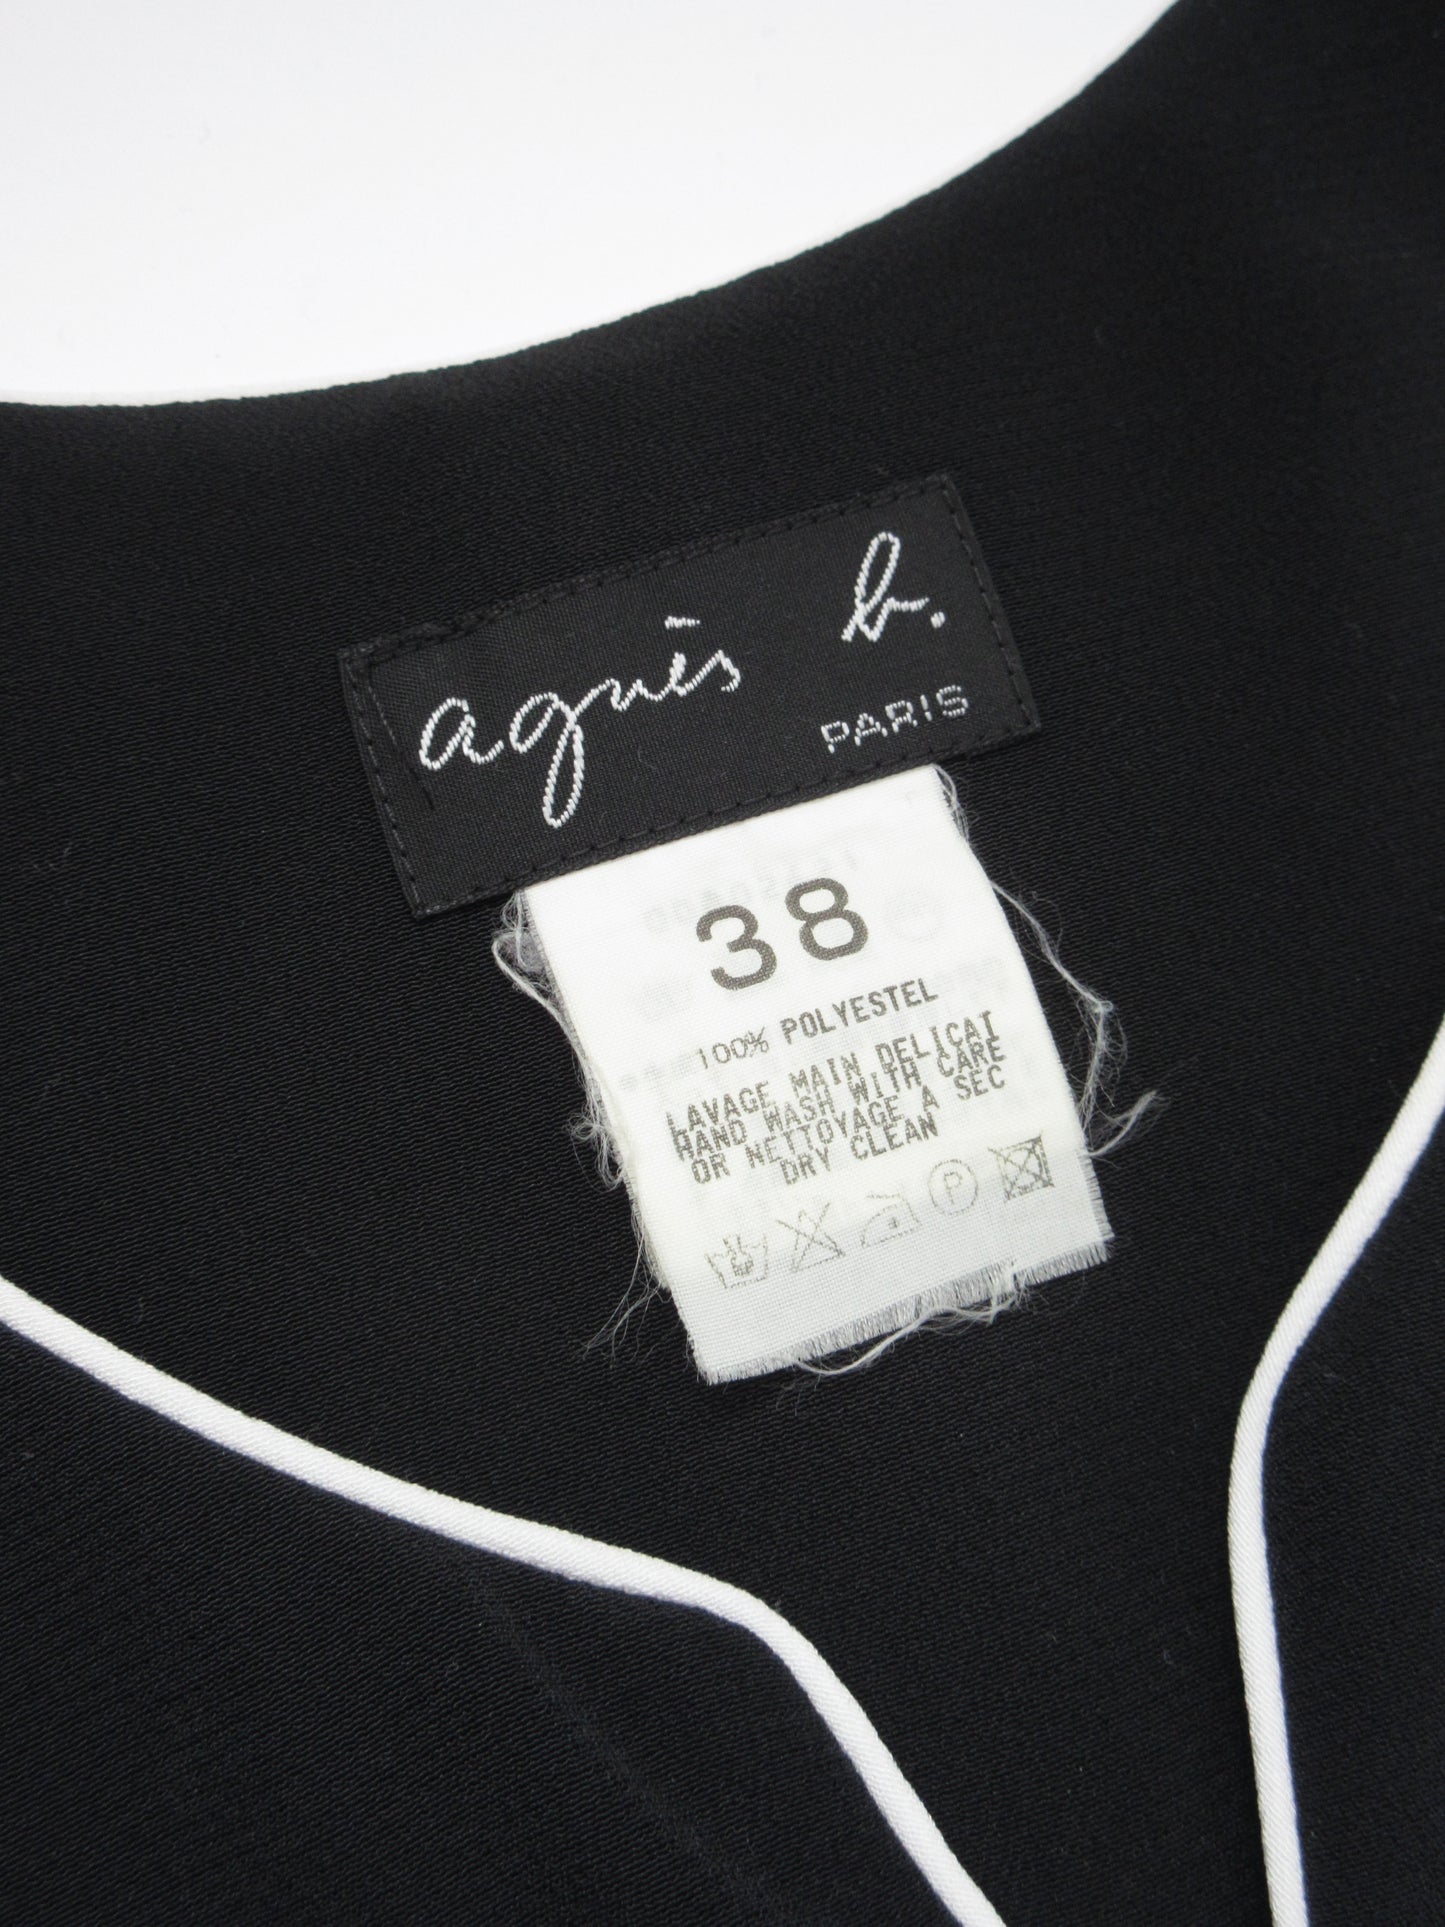 agnès b.
PARIS
38
100% POLYESTEL
LAVAGE MAIN DELICAT
HAND WASH WITH CARE
OR NETTOYAGE A SEC
DRY CLEAN
P